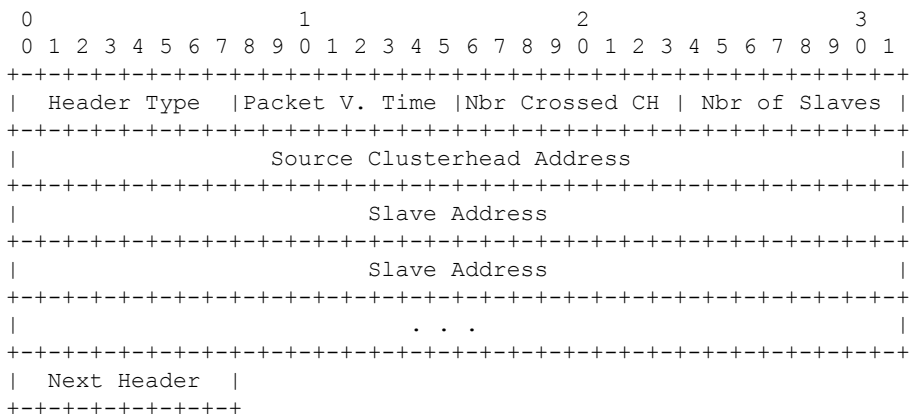 0                   1                   2                   3
 0 1 2 3 4 5 6 7 8 9 0 1 2 3 4 5 6 7 8 9 0 1 2 3 4 5 6 7 8 9 0 1
+-+-+-+-+-+-+-+-+-+-+-+-+-+-+-+-+-+-+-+-+-+-+-+-+-+-+-+-+-+-+-+-+
|  Header Type  |Packet V. Time |Nbr Crossed CH | Nbr of Slaves |
+-+-+-+-+-+-+-+-+-+-+-+-+-+-+-+-+-+-+-+-+-+-+-+-+-+-+-+-+-+-+-+-+
|                  Source Clusterhead Address                   |
+-+-+-+-+-+-+-+-+-+-+-+-+-+-+-+-+-+-+-+-+-+-+-+-+-+-+-+-+-+-+-+-+
|                         Slave Address                         |
+-+-+-+-+-+-+-+-+-+-+-+-+-+-+-+-+-+-+-+-+-+-+-+-+-+-+-+-+-+-+-+-+
|                         Slave Address                         |
+-+-+-+-+-+-+-+-+-+-+-+-+-+-+-+-+-+-+-+-+-+-+-+-+-+-+-+-+-+-+-+-+
|                            . . .                              |
+-+-+-+-+-+-+-+-+-+-+-+-+-+-+-+-+-+-+-+-+-+-+-+-+-+-+-+-+-+-+-+-+
|  Next Header  |
+-+-+-+-+-+-+-+-+